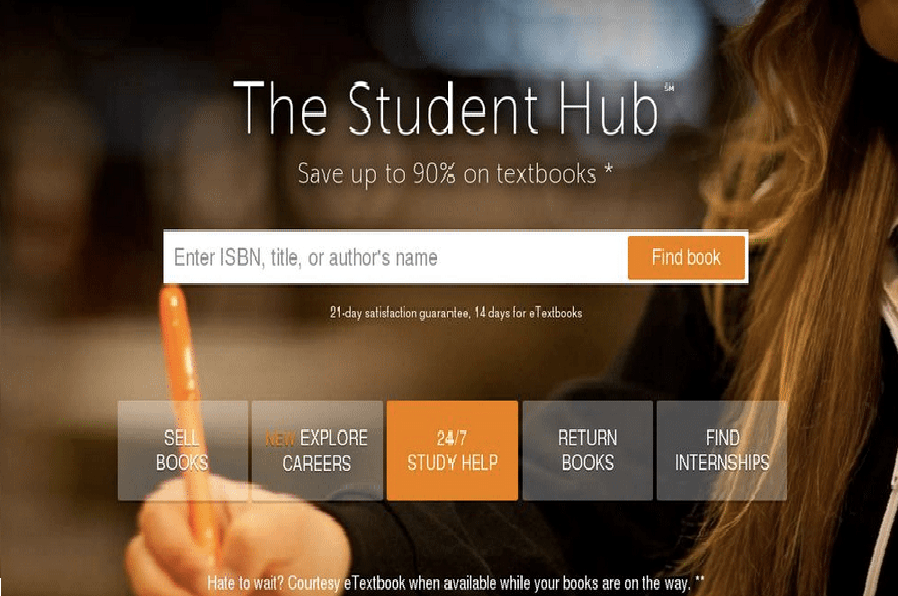 The Student Hub℠
Save up to 90% on textbooks *
Enter ISBN, title, or author's name
Find book
21-day satisfaction guarantee, 14 days for eTextbooks
SELL
BOOKS
NEW EXPLORE
CAREERS
24/7
STUDY HELP
RETURN
BOOKS
FIND
INTERNSHIPS
Hate to wait? Courtesy eTextbook when available while your books are on the way. **